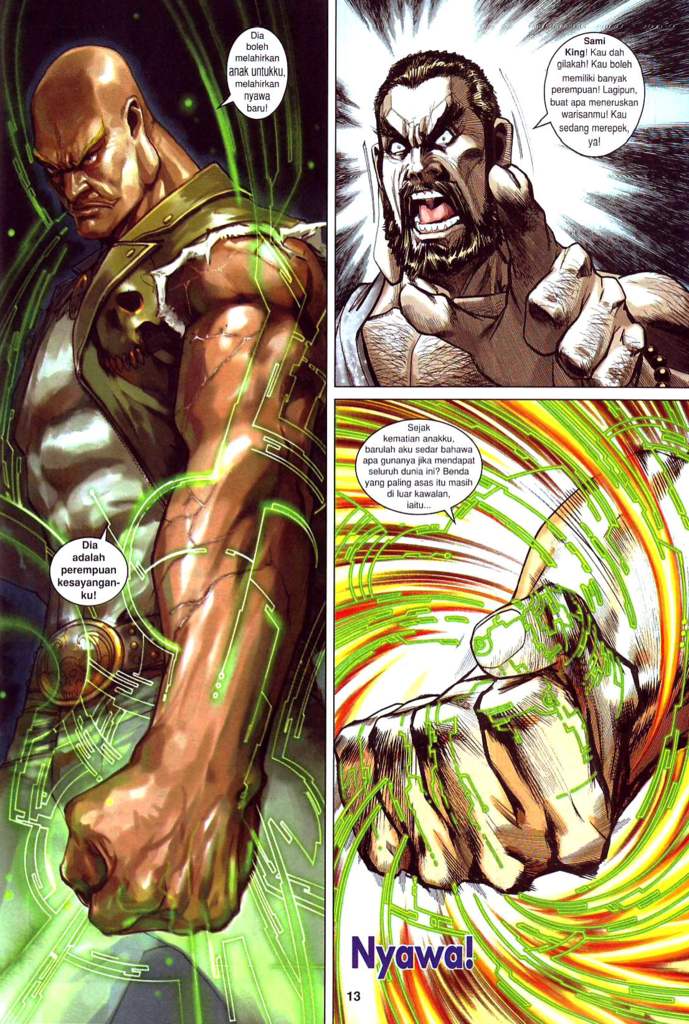 Dia
boleh
melahirkan
anak untukku,
melahirkan
nyawa
baru!
Dia
adalah
perempuan
kesayangan-
ku!
Sami
King! Kau dah
gilakah! Kau boleh
memiliki banyak
perempuan! Lagipun,
buat apa meneruskan
warisanmu! Kau
sedang merepek,
ya!
Sejak
kematian anakku,
barulah aku sedar bahawa
apa gunanya jika mendapat
seluruh dunia ini? Benda
yang paling asas itu masih
di luar kawalan,
iaitu...
Nyawa!
13